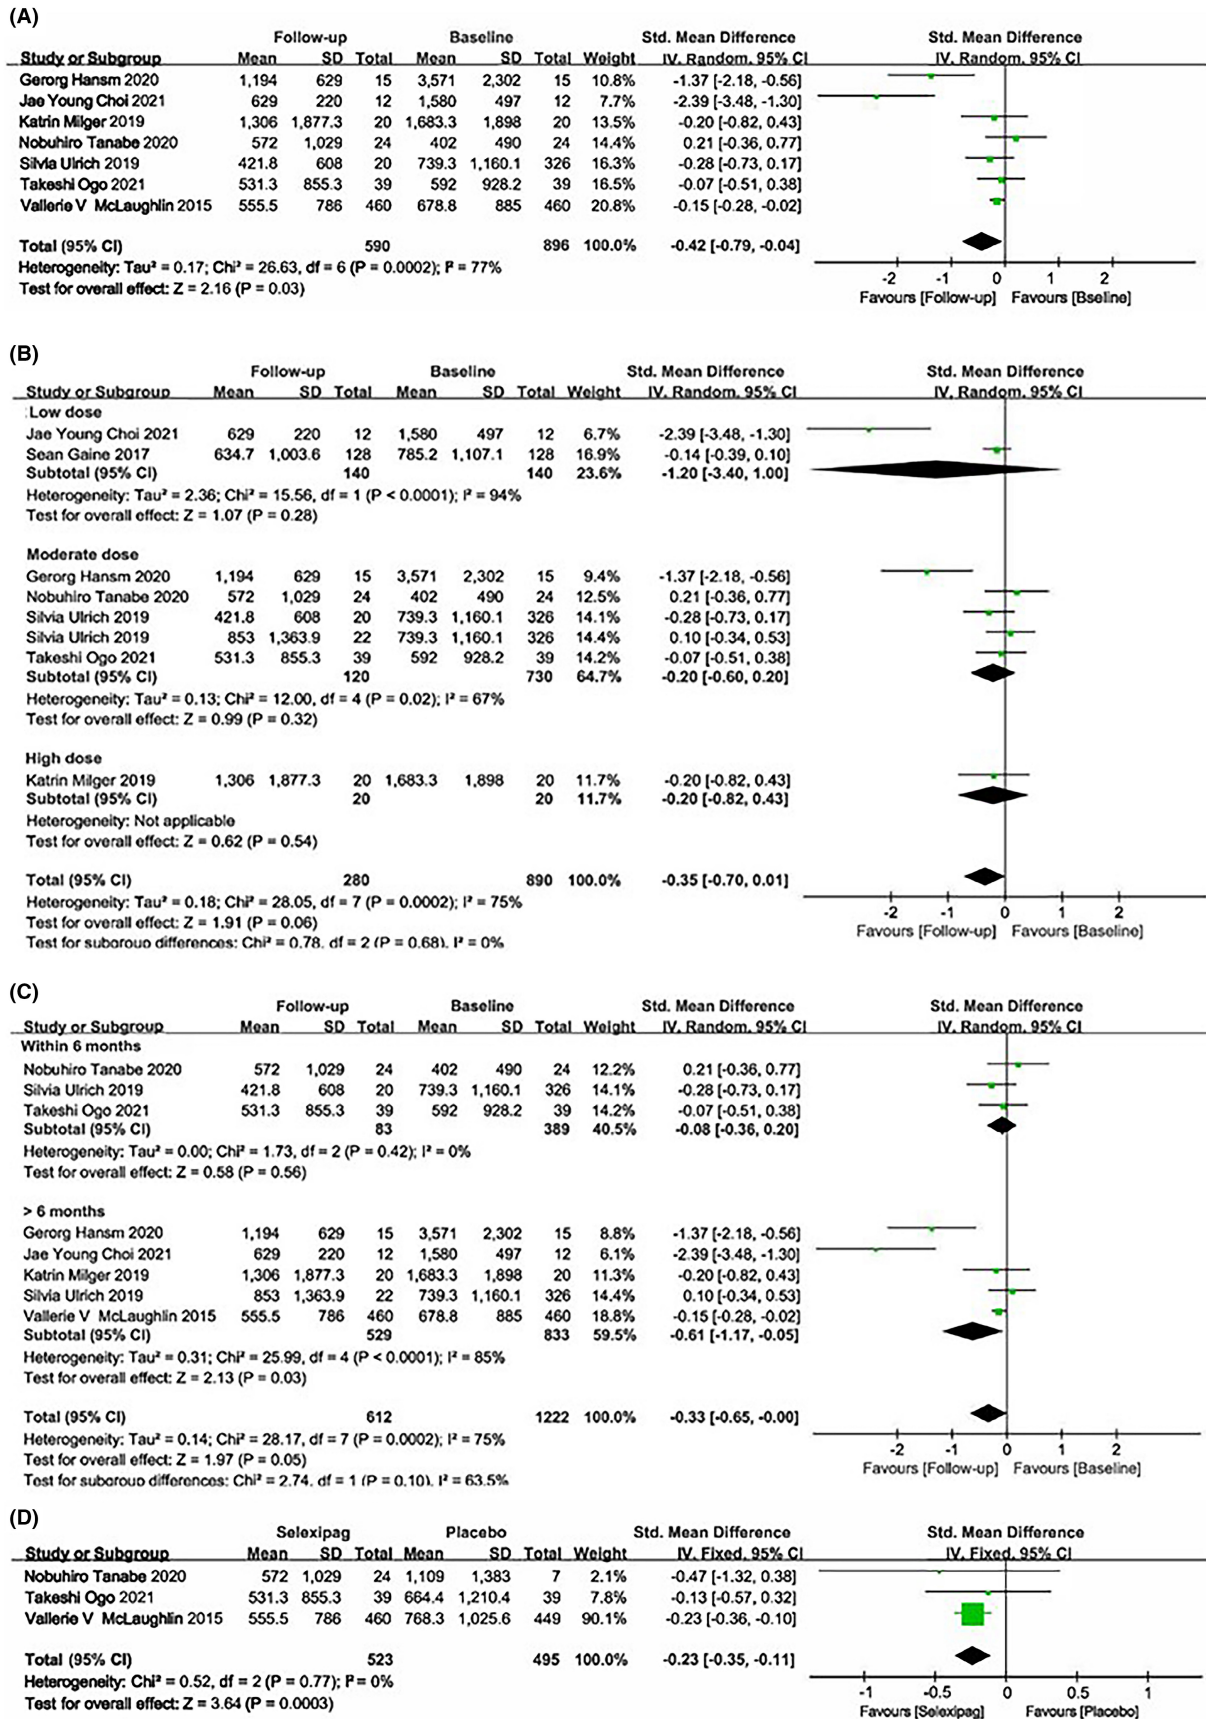 (A)
Follow-up Baseline Std. Mean Difference Std. Mean Difference
Study or Subgroup Mean SD Total Mean SD Total Weight IV, Random, 95% CI IV, Random, 95% CI
Gerorg Hansm 2020 1,194 629 15 3,571 2,302 15 10.8% -1.37 [-2.18, -0.56]
Jae Young Choi 2021 629 220 12 1,580 497 12 7.7% -2.39 [-3.48, -1.30]
Katrin Milger 2019 1,306 1,877.3 20 1,683.3 1,898 20 13.5% -0.20 [-0.82, 0.43]
Nobuhiro Tanabe 2020 572 1,029 24 402 490 24 14.4% 0.21 [-0.36, 0.77]
Silvia Ulrich 2019 421.8 608 20 739.3 1,160.1 326 16.3% -0.28 [-0.73, 0.17]
Takeshi Ogo 2021 531.3 855.3 39 592 928.2 39 16.5% -0.07 [-0.51, 0.38]
Vallerie V McLaughlin 2015 555.5 786 460 678.8 885 460 20.8% -0.15 [-0.28, -0.02]
Total (95% CI) 590 896 100.0% -0.42 [-0.79, -0.04]
Heterogeneity: Tau² = 0.17; Chi² = 26.63, df = 6 (P = 0.0002); I² = 77%
Test for overall effect: Z = 2.16 (P = 0.03)
-2 -1 0 1 2
Favours [Follow-up] Favours [Bseline]
(B)
Follow-up Baseline Std. Mean Difference Std. Mean Difference
Study or Subgroup Mean SD Total Mean SD Total Weight IV, Random, 95% CI IV, Random, 95% CI
Low dose
Jae Young Choi 2021 629 220 12 1,580 497 12 6.7% -2.39 [-3.48, -1.30]
Sean Gaine 2017 634.7 1,003.6 128 785.2 1,107.1 128 16.9% -0.14 [-0.39, 0.10]
Subtotal (95% CI) 140 140 23.6% -1.20 [-3.40, 1.00]
Heterogeneity: Tau² = 2.36; Chi² = 15.56, df = 1 (P < 0.0001); I² = 94%
Test for overall effect: Z = 1.07 (P = 0.28)
Moderate dose
Gerorg Hansm 2020 1,194 629 15 3,571 2,302 15 9.4% -1.37 [-2.18, -0.56]
Nobuhiro Tanabe 2020 572 1,029 24 402 490 24 12.5% 0.21 [-0.36, 0.77]
Silvia Ulrich 2019 421.8 608 20 739.3 1,160.1 326 14.1% -0.28 [-0.73, 0.17]
Silvia Ulrich 2019 853 1,363.9 22 739.3 1,160.1 326 14.4% 0.10 [-0.34, 0.53]
Takeshi Ogo 2021 531.3 855.3 39 592 928.2 39 14.2% -0.07 [-0.51, 0.38]
Subtotal (95% CI) 120 730 64.7% -0.20 [-0.60, 0.20]
Heterogeneity: Tau² = 0.13; Chi² = 12.00, df = 4 (P = 0.02); I² = 67%
Test for overall effect: Z = 0.99 (P = 0.32)
High dose
Katrin Milger 2019 1,306 1,877.3 20 1,683.3 1,898 20 11.7% -0.20 [-0.82, 0.43]
Subtotal (95% CI) 20 20 11.7% -0.20 [-0.82, 0.43]
Heterogeneity: Not applicable
Test for overall effect: Z = 0.62 (P = 0.54)
Total (95% CI) 280 890 100.0% -0.35 [-0.70, 0.01]
Heterogeneity: Tau² = 0.18; Chi² = 28.05, df = 7 (P = 0.0002); I² = 75%
Test for overall effect: Z = 1.91 (P = 0.06)
Test for subgroup differences: Chi² = 0.78, df = 2 (P = 0.68), I² = 0%
-2 -1 0 1 2
Favours [Follow-up] Favours [Baseline]
(C)
Follow-up Baseline Std. Mean Difference Std. Mean Difference
Study or Subgroup Mean SD Total Mean SD Total Weight IV, Random, 95% CI IV, Random, 95% CI
Within 6 months
Nobuhiro Tanabe 2020 572 1,029 24 402 490 24 12.2% 0.21 [-0.36, 0.77]
Silvia Ulrich 2019 421.8 608 20 739.3 1,160.1 326 14.1% -0.28 [-0.73, 0.17]
Takeshi Ogo 2021 531.3 855.3 39 592 928.2 39 14.2% -0.07 [-0.51, 0.38]
Subtotal (95% CI) 83 389 40.5% -0.08 [-0.36, 0.20]
Heterogeneity: Tau² = 0.00; Chi² = 1.73, df = 2 (P = 0.42); I² = 0%
Test for overall effect: Z = 0.58 (P = 0.56)
> 6 months
Gerorg Hansm 2020 1,194 629 15 3,571 2,302 15 8.8% -1.37 [-2.18, -0.56]
Jae Young Choi 2021 629 220 12 1,580 497 12 6.1% -2.39 [-3.48, -1.30]
Katrin Milger 2019 1,306 1,877.3 20 1,683.3 1,898 20 11.3% -0.20 [-0.82, 0.43]
Silvia Ulrich 2019 853 1,363.9 22 739.3 1,160.1 326 14.4% 0.10 [-0.34, 0.53]
Vallerie V McLaughlin 2015 555.5 786 460 678.8 885 460 18.8% -0.15 [-0.28, -0.02]
Subtotal (95% CI) 529 833 59.5% -0.61 [-1.17, -0.05]
Heterogeneity: Tau² = 0.31; Chi² = 25.99, df = 4 (P < 0.0001); I² = 85%
Test for overall effect: Z = 2.13 (P = 0.03)
Total (95% CI) 612 1222 100.0% -0.33 [-0.65, -0.00]
Heterogeneity: Tau² = 0.14; Chi² = 28.17, df = 7 (P = 0.0002); I² = 75%
Test for overall effect: Z = 1.97 (P = 0.05)
Test for subgroup differences: Chi² = 2.74, df = 1 (P = 0.10), I² = 63.5%
-2 -1 0 1 2
Favours [Follow-up] Favours [Baseline]
(D)
Selexipag Placebo Std. Mean Difference Std. Mean Difference
Study or Subgroup Mean SD Total Mean SD Total Weight IV, Fixed, 95% CI IV, Fixed, 95% CI
Nobuhiro Tanabe 2020 572 1,029 24 1,109 1,383 7 2.1% -0.47 [-1.32, 0.38]
Takeshi Ogo 2021 531.3 855.3 39 664.4 1,210.4 39 7.8% -0.13 [-0.57, 0.32]
Vallerie V McLaughlin 2015 555.5 786 460 768.3 1,025.6 449 90.1% -0.23 [-0.36, -0.10]
Total (95% CI) 523 495 100.0% -0.23 [-0.35, -0.11]
Heterogeneity: Chi² = 0.52, df = 2 (P = 0.77); I² = 0%
Test for overall effect: Z = 3.64 (P = 0.0003)
-1 -0.5 0 0.5 1
Favours [Selexipag] Favours [Placebo]